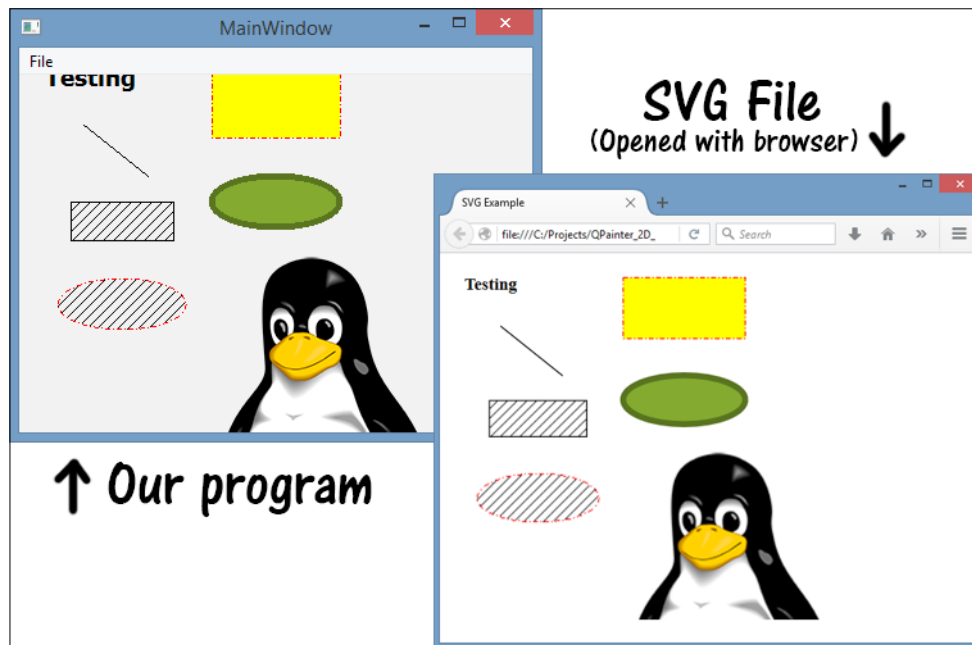 MainWindow
File
Testing
SVG File
(Opened with browser)
SVG Example
file:///C:/Projects/QPainter_2D_
Search
Testing
Our program